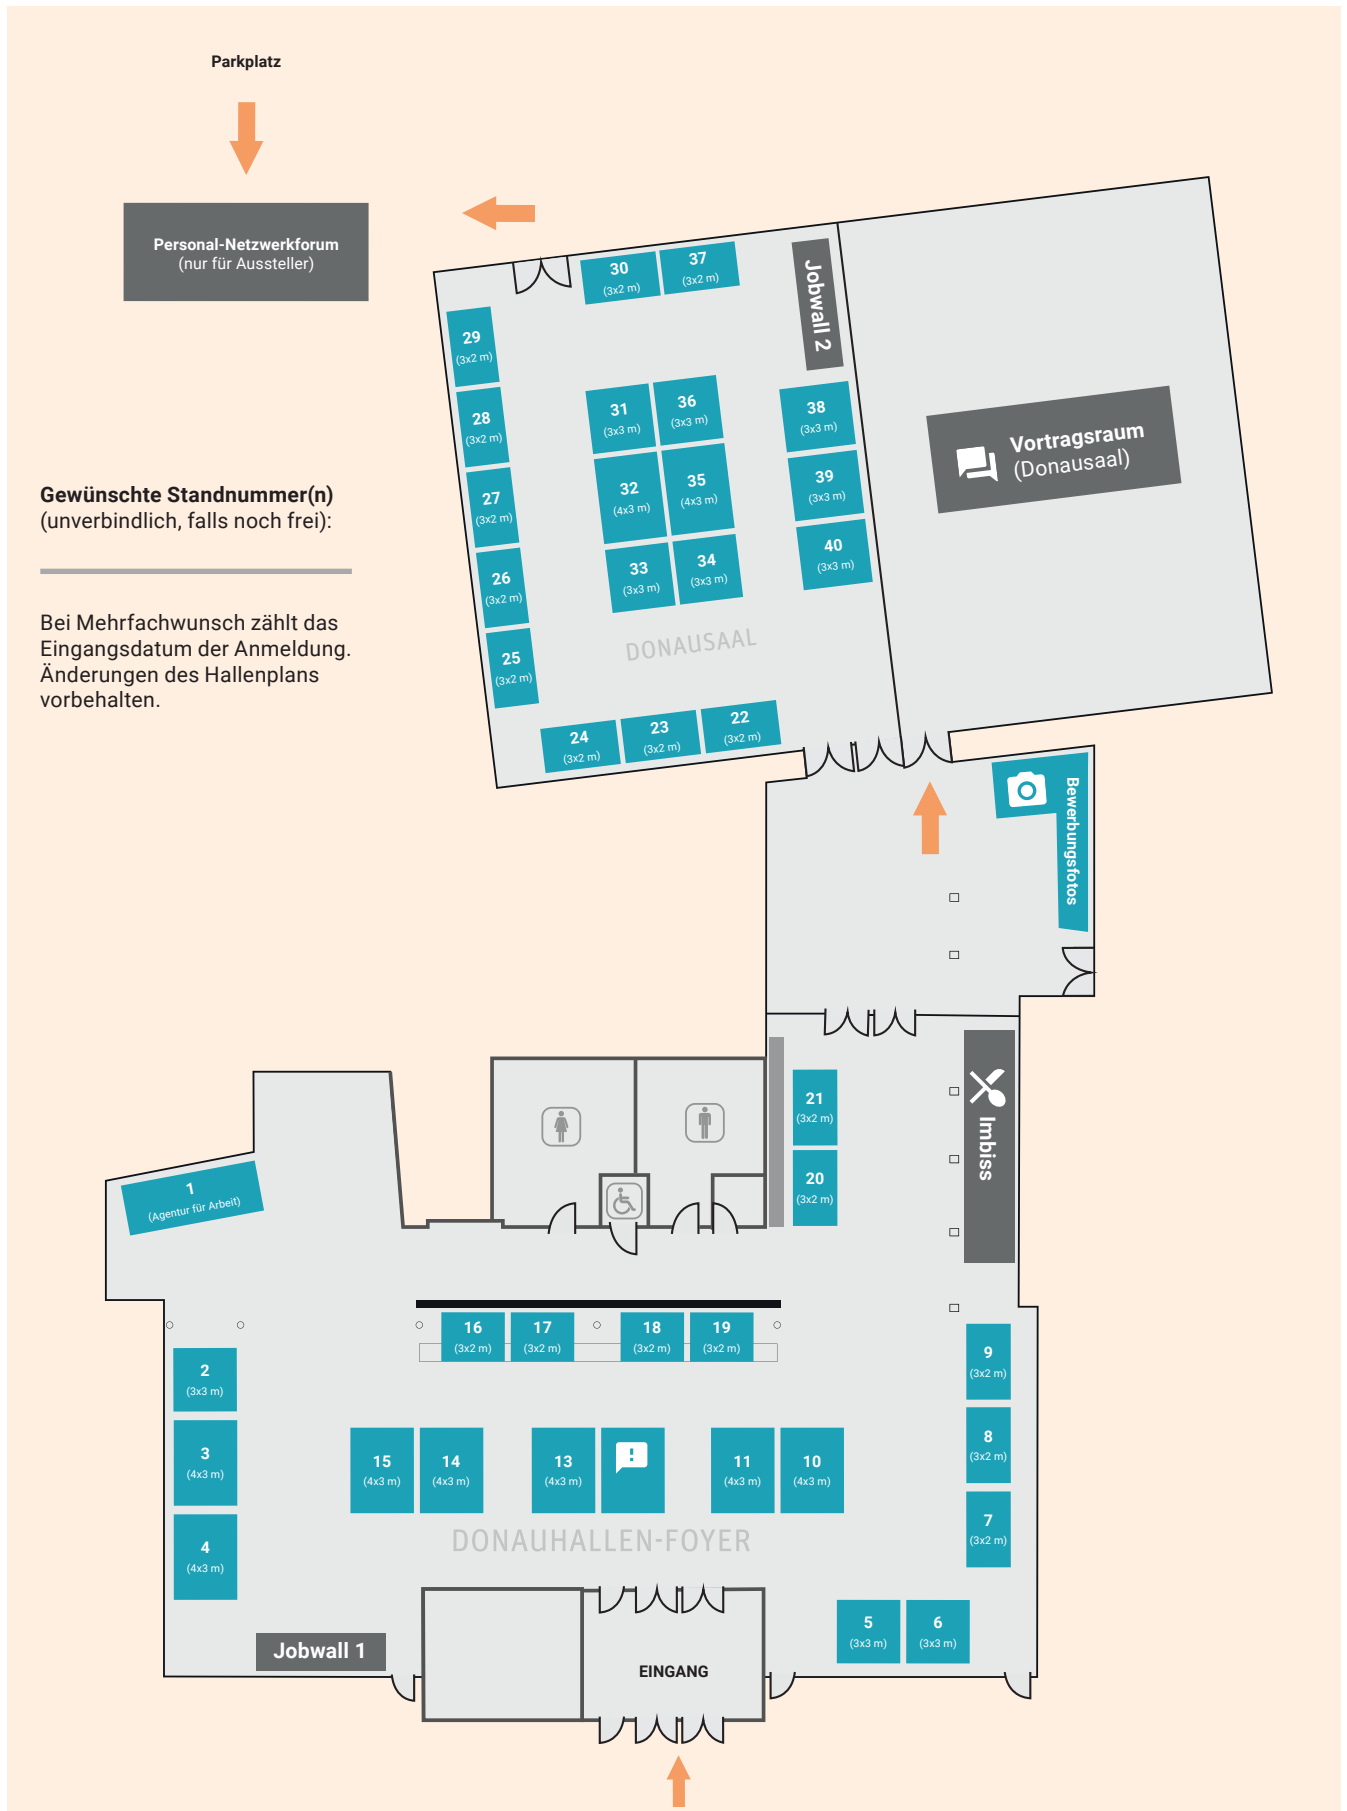 Parkplatz
Personal-Netzwerkforum
(nur für Aussteller)
Gewünschte Standnummer(n)
(unverbindlich, falls noch frei):
Bei Mehrfachwunsch zählt das
Eingangsdatum der Anmeldung.
Änderungen des Hallenplans
vorbehalten.
30
(3x2 m)
37
(3x2 m)
Jobwall 2
29
(3x2 m)
28
(3x2 m)
27
(3x2 m)
26
(3x2 m)
25
(3x2 m)
31
(3x3 m)
36
(3x3 m)
32
(4x3 m)
35
(4x3 m)
33
(3x3 m)
34
(3x3 m)
38
(3x3 m)
39
(3x3 m)
40
(3x3 m)
Vortragsraum
(Donausaal)
DONAUSAAL
24
(3x2 m)
23
(3x2 m)
22
(3x2 m)
Bewerbungsfotos
21
(3x2 m)
20
(3x2 m)
Imbiss
1
(Agentur für Arbeit)
16
(3x2 m)
17
(3x2 m)
18
(3x2 m)
19
(3x2 m)
2
(3x3 m)
3
(4x3 m)
4
(4x3 m)
15
(4x3 m)
14
(4x3 m)
13
(4x3 m)
11
(4x3 m)
10
(4x3 m)
9
(3x2 m)
8
(3x2 m)
7
(3x2 m)
DONAUHALLEN-FOYER
5
(3x3 m)
6
(3x3 m)
Jobwall 1
EINGANG